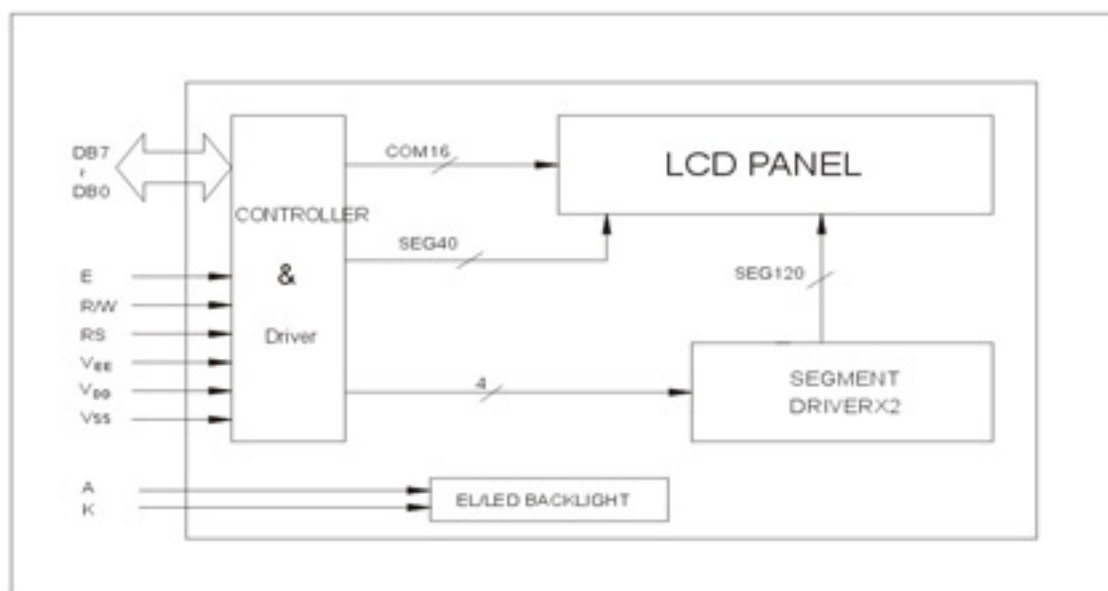 DB7
~
DB0
E
R/W
RS
VEE
VDD
VSS
A
K
CONTROLLER
&
Driver
COM16
SEG40
4
LCD PANEL
SEG120
SEGMENT
DRIVERX2
EL/LED BACKLIGHT